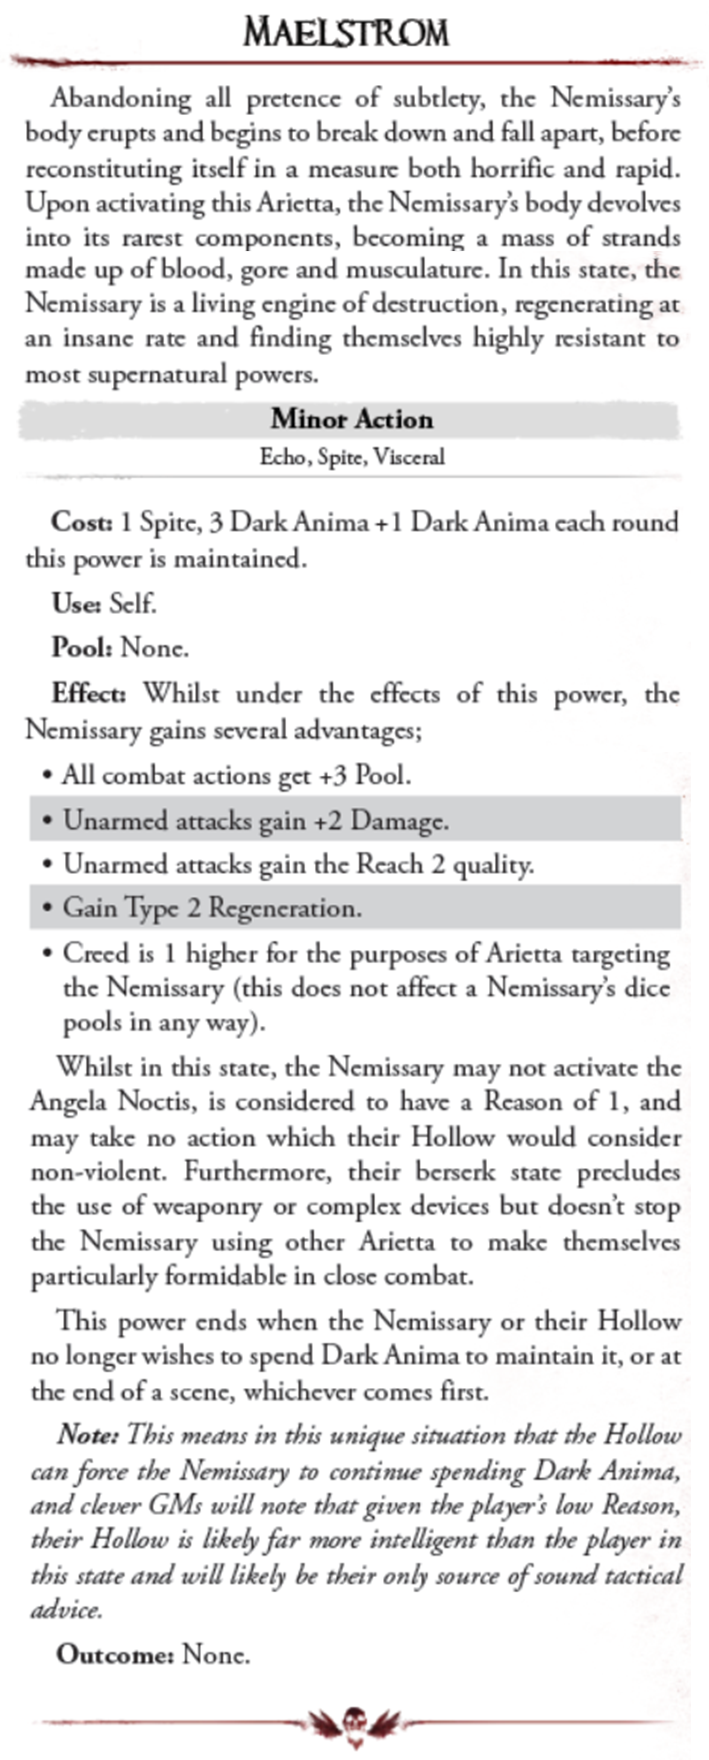 MAELSTROM
Abandoning all pretence of subtlety, the Nemissary's
body erupts and begins to break down and fall apart, before
reconstituting itself in a measure both horrific and rapid.
Upon activating this Arietta, the Nemissary's body devolves
into its rarest components, becoming a mass of strands
made up of blood, gore and musculature. In this state, the
Nemissary is a living engine of destruction, regenerating at
an insane rate and finding themselves highly resistant to
most supernatural powers.
Minor Action
Echo, Spite, Visceral
Cost: 1 Spite, 3 Dark Anima +1 Dark Anima each round
this power is maintained.
Use: Self.
Pool: None.
Effect: Whilst under the effects of this power, the
Nemissary gains several advantages;
• All combat actions get +3 Pool.
• Unarmed attacks gain +2 Damage.
• Unarmed attacks gain the Reach 2 quality.
• Gain Type 2 Regeneration.
• Creed is 1 higher for the purposes of Arietta targeting
the Nemissary (this does not affect a Nemissary's dice
pools in any way).
Whilst in this state, the Nemissary may not activate the
Angela Noctis, is considered to have a Reason of 1, and
may take no action which their Hollow would consider
non-violent. Furthermore, their berserk state precludes
the use of weaponry or complex devices but doesn't stop
the Nemissary using other Arietta to make themselves
particularly formidable in close combat.
This power ends when the Nemissary or their Hollow
no longer wishes to spend Dark Anima to maintain it, or at
the end of a scene, whichever comes first.
Note: This means in this unique situation that the Hollow
can force the Nemissary to continue spending Dark Anima,
and clever GMs will note that given the player's low Reason,
their Hollow is likely far more intelligent than the player in
this state and will likely be their only source of sound tactical
advice.
Outcome: None.